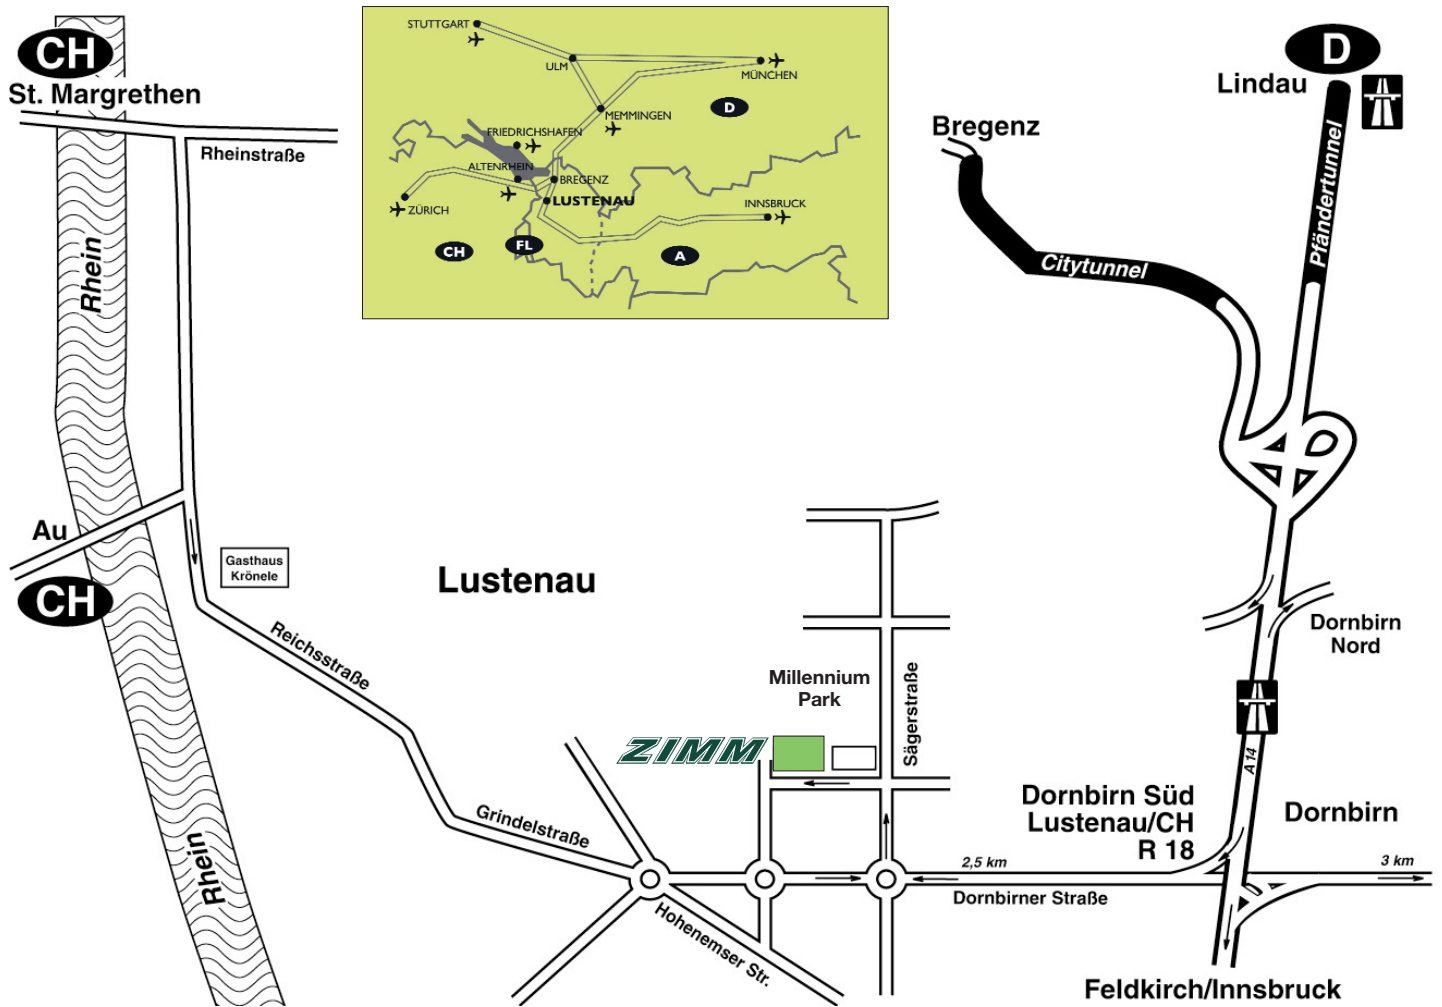 CH
St. Margrethen
Rheinstraße
Rhein
Au
CH
Gasthaus
Krönele
Reichsstraße
Grindelstraße
Rhein
STUTTGART
ULM
MÜNCHEN
D
MEMMINGEN
FRIEDRICHSHAFEN
ALTENRHEIN
BREGENZ
LUSTENAU
ZÜRICH
INNSBRUCK
CH
FL
A
D
Lindau
Bregenz
Pfändertunnel
Citytunnel
Lustenau
Dornbirn
Nord
Millennium
Park
Sägerstraße
ZIMM
A 14
Dornbirn Süd
Lustenau/CH
R 18
Dornbirn
2,5 km
3 km
Dornbirner Straße
Hohenemser Str.
Feldkirch/Innsbruck